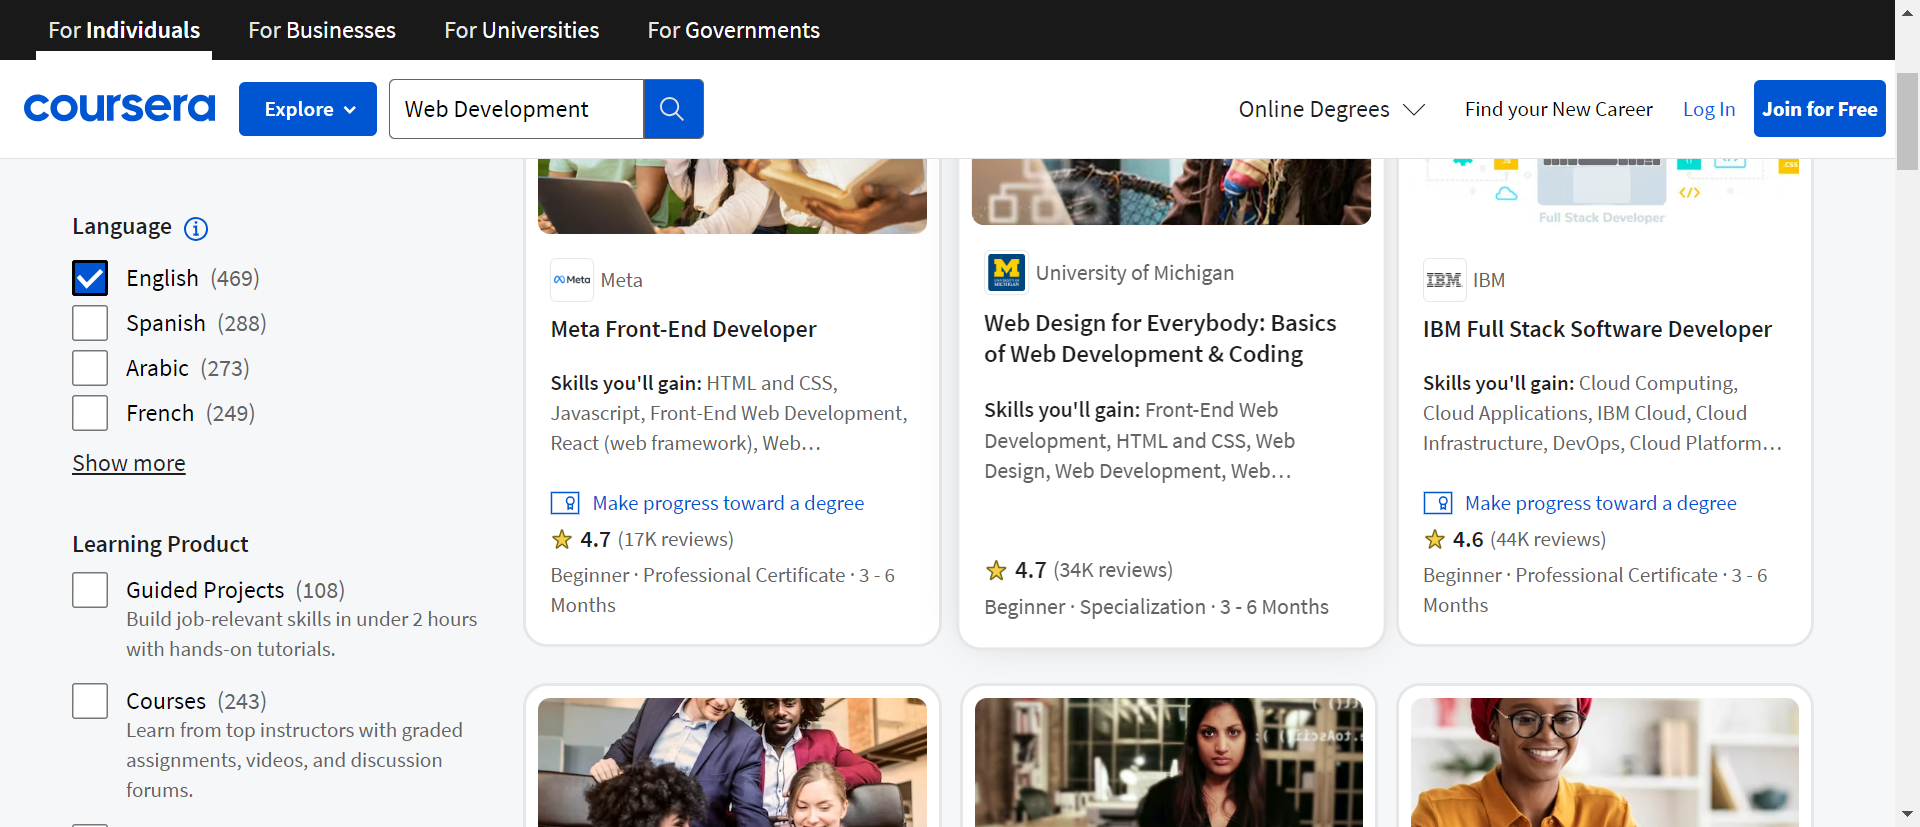 For Individuals
For Businesses
For Universities
For Governments
coursera
Explore
Web Development
Online Degrees
Find your New Career
Log In
Join for Free
Language
English (469)
Spanish (288)
Arabic (273)
French (249)
Show more
Learning Product
Guided Projects (108)
Build job-relevant skills in under 2 hours
with hands-on tutorials.
Courses (243)
Learn from top instructors with graded
assignments, videos, and discussion
forums.
Meta
Meta
Meta Front-End Developer
Skills you'll gain: HTML and CSS,
Javascript, Front-End Web Development,
React (web framework), Web…
Make progress toward a degree
4.7 (17K reviews)
Beginner · Professional Certificate · 3 - 6
Months
M
UNIVERSITY OF
MICHIGAN
University of Michigan
Web Design for Everybody: Basics
of Web Development & Coding
Skills you'll gain: Front-End Web
Development, HTML and CSS, Web
Design, Web Development, Web…
4.7 (34K reviews)
Beginner · Specialization · 3 - 6 Months
.CSS
</>
Full Stack Developer
IBM
IBM
IBM Full Stack Software Developer
Skills you'll gain: Cloud Computing,
Cloud Applications, IBM Cloud, Cloud
Infrastructure, DevOps, Cloud Platform…
Make progress toward a degree
4.6 (44K reviews)
Beginner · Professional Certificate · 3 - 6
Months